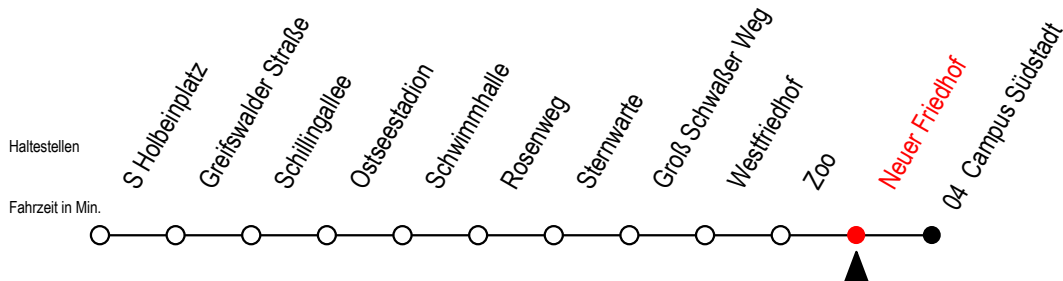 Haltestellen
Fahrzeit in Min.
S Holbeinplatz
Greifswalder Straße
Schillingallee
Ostseestadion
Schwimmhalle
Rosenweg
Sternwarte
Groß Schwaßer Weg
Westfriedhof
Zoo
Neuer Friedhof
04 Campus Südstadt